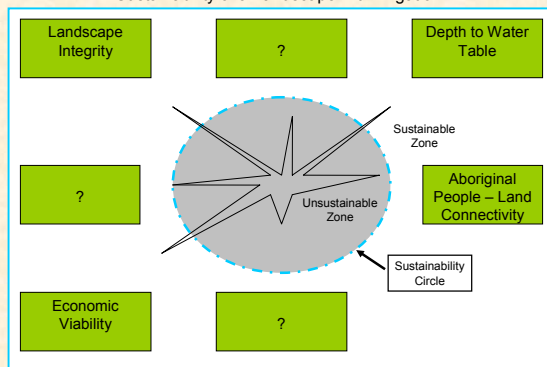 Landscape
Integrity
?
Depth to Water
Table
Sustainable
Zone
?
Unsustainable
Zone
Aboriginal
People – Land
Connectivity
Sustainability
Circle
Economic
Viability
?